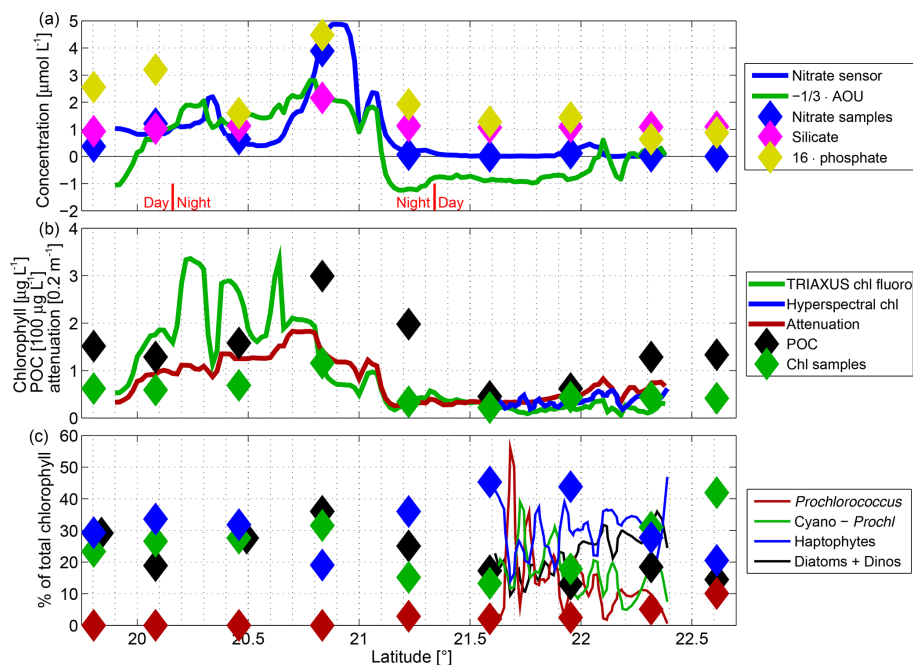 (a)
Concentration [μmol L⁻¹]
5
4
3
2
1
0
−1
−2
Day Night
Night Day
Nitrate sensor
−1/3 · AOU
Nitrate samples
Silicate
16 · phosphate
(b)
Chlorophyll [μg L⁻¹]
POC [100 μg L⁻¹]
attenuation [0.2 m⁻¹]
4
3
2
1
0
TRIAXUS chl fluoro
Hyperspectral chl
Attenuation
POC
Chl samples
(c)
% of total chlorophyll
60
50
40
30
20
10
0
20 20.5 21 21.5 22 22.5
Latitude [°]
Prochlorococcus
Cyano − Prochl
Haptophytes
Diatoms + Dinos